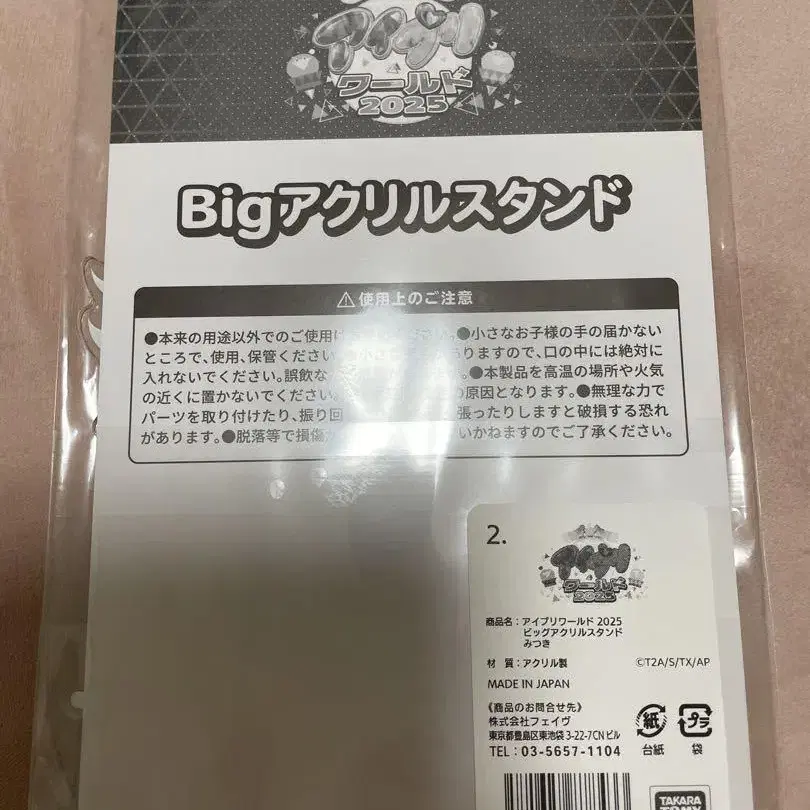 アイプリ
ワールド
2025
Bigアクリルスタンド
⚠使用上のご注意
●本来の用途以外でのご使用は ●小さなお子様の手の届かない
ところで、使用、保管ください ありますので、口の中には絶対に
入れないでください。誤飲な ●本製品を高温の場所や火気
の近くに置かないでください の原因となります。●無理な力で
パーツを取り付けたり、振り回 張ったりしますと破損する恐れ
があります。●脱落等で損傷 いかねますのでご了承ください。
2.
アイプリ
ワールド
2025
商品名:アイプリワールド 2025
ビッグアクリルスタンド
みつき
材 質:アクリル製
©T2A/S/TX/AP
MADE IN JAPAN
《商品のお問合せ先》
株式会社フェイヴ
東京都豊島区東池袋 3-22-7CN ビル
TEL: 03-5657-1104
紙
プラ
台紙
袋
TAKARA
TOMY